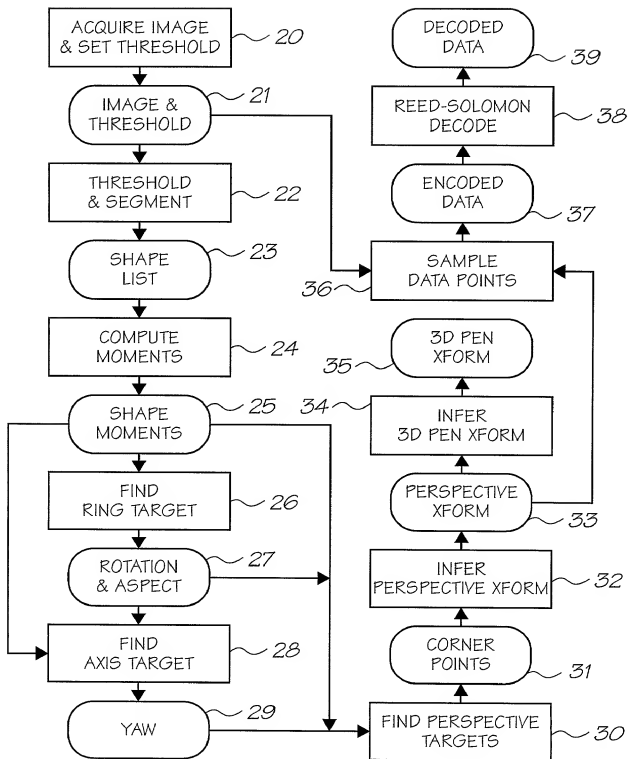 ACQUIRE IMAGE
& SET THRESHOLD
20
IMAGE &
THRESHOLD
21
THRESHOLD
& SEGMENT
22
SHAPE
LIST
23
COMPUTE
MOMENTS
24
SHAPE
MOMENTS
25
FIND
RING TARGET
26
ROTATION
& ASPECT
27
FIND
AXIS TARGET
28
YAW
29
DECODED
DATA
39
REED-SOLOMON
DECODE
38
ENCODED
DATA
37
SAMPLE
DATA POINTS
36
3D PEN
XFORM
35
34
INFER
3D PEN XFORM
PERSPECTIVE
XFORM
33
INFER
PERSPECTIVE XFORM
32
CORNER
POINTS
31
FIND PERSPECTIVE
TARGETS
30